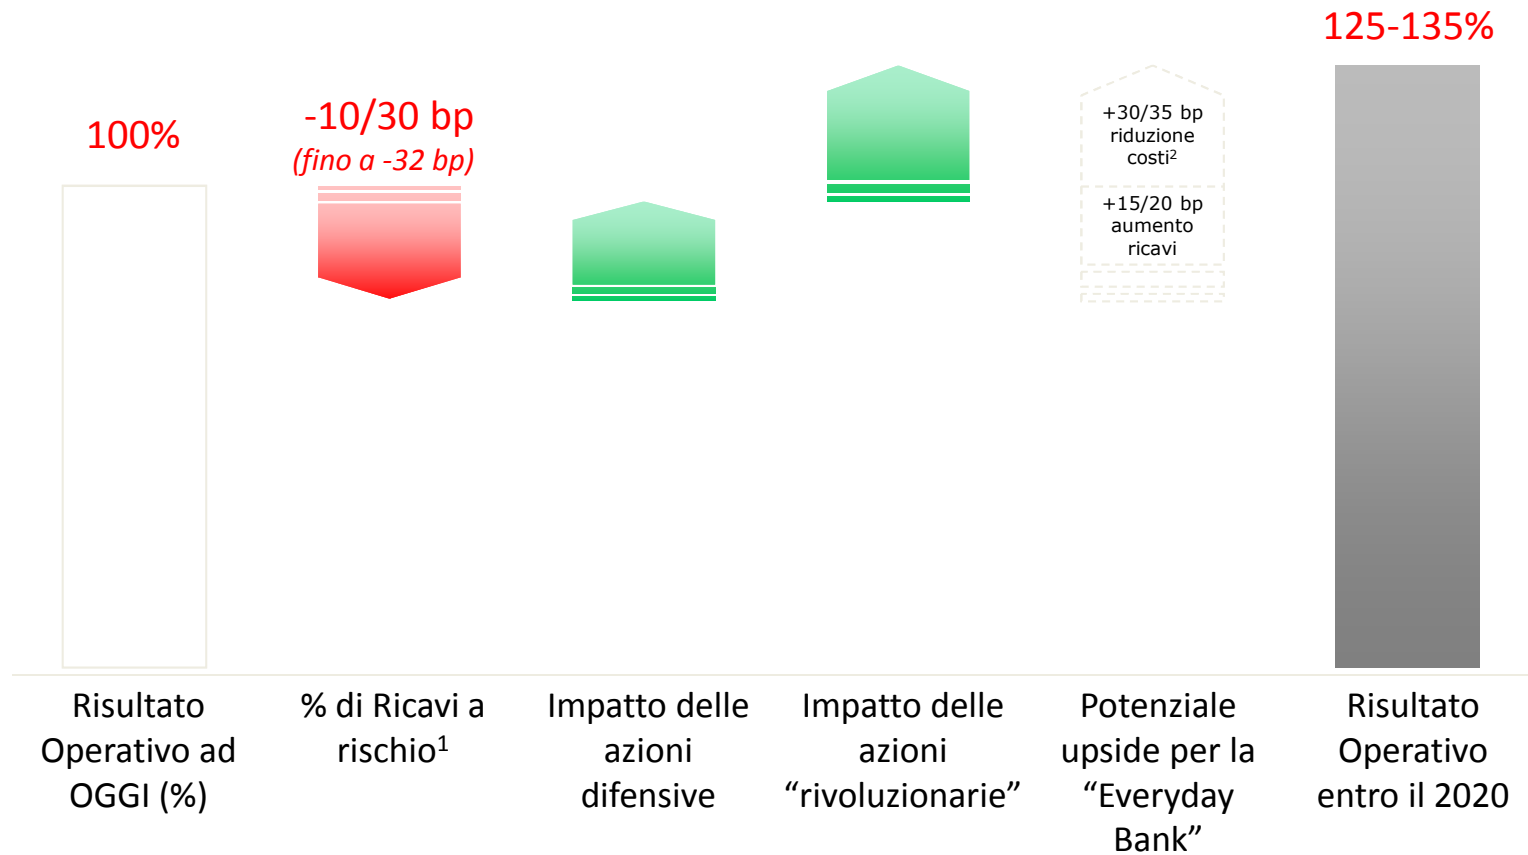 125-135%
100%
-10/30 bp
(fino a -32 bp)
+30/35 bp
riduzione
costi²
+15/20 bp
aumento
ricavi
Risultato
Operativo ad
OGGI (%)
% di Ricavi a
rischio¹
Impatto delle
azioni
difensive
Impatto delle
azioni
“rivoluzionarie”
Potenziale
upside per la
“Everyday
Bank”
Risultato
Operativo
entro il 2020